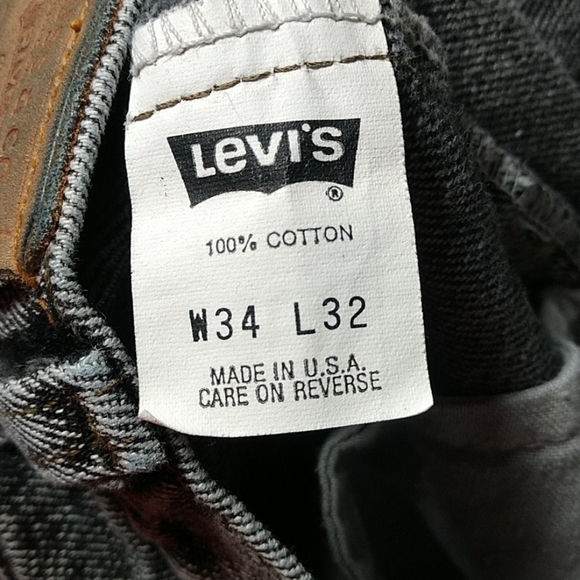 Levi's
®
100% COTTON
W34 L32
MADE IN U.S.A.
CARE ON REVERSE